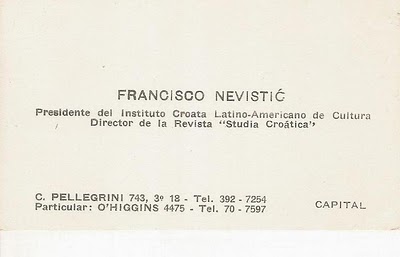 FRANCISCO NEVISTIĆ
Presidente del Instituto Croata Latino-Americano de Cultura
Director de la Revista "Studia Croática"
C. PELLEGRINI 743, 3º 18 - Tel. 392 - 7254
Particular: O'HIGGINS 4475 - Tel. 70 - 7597
CAPITAL